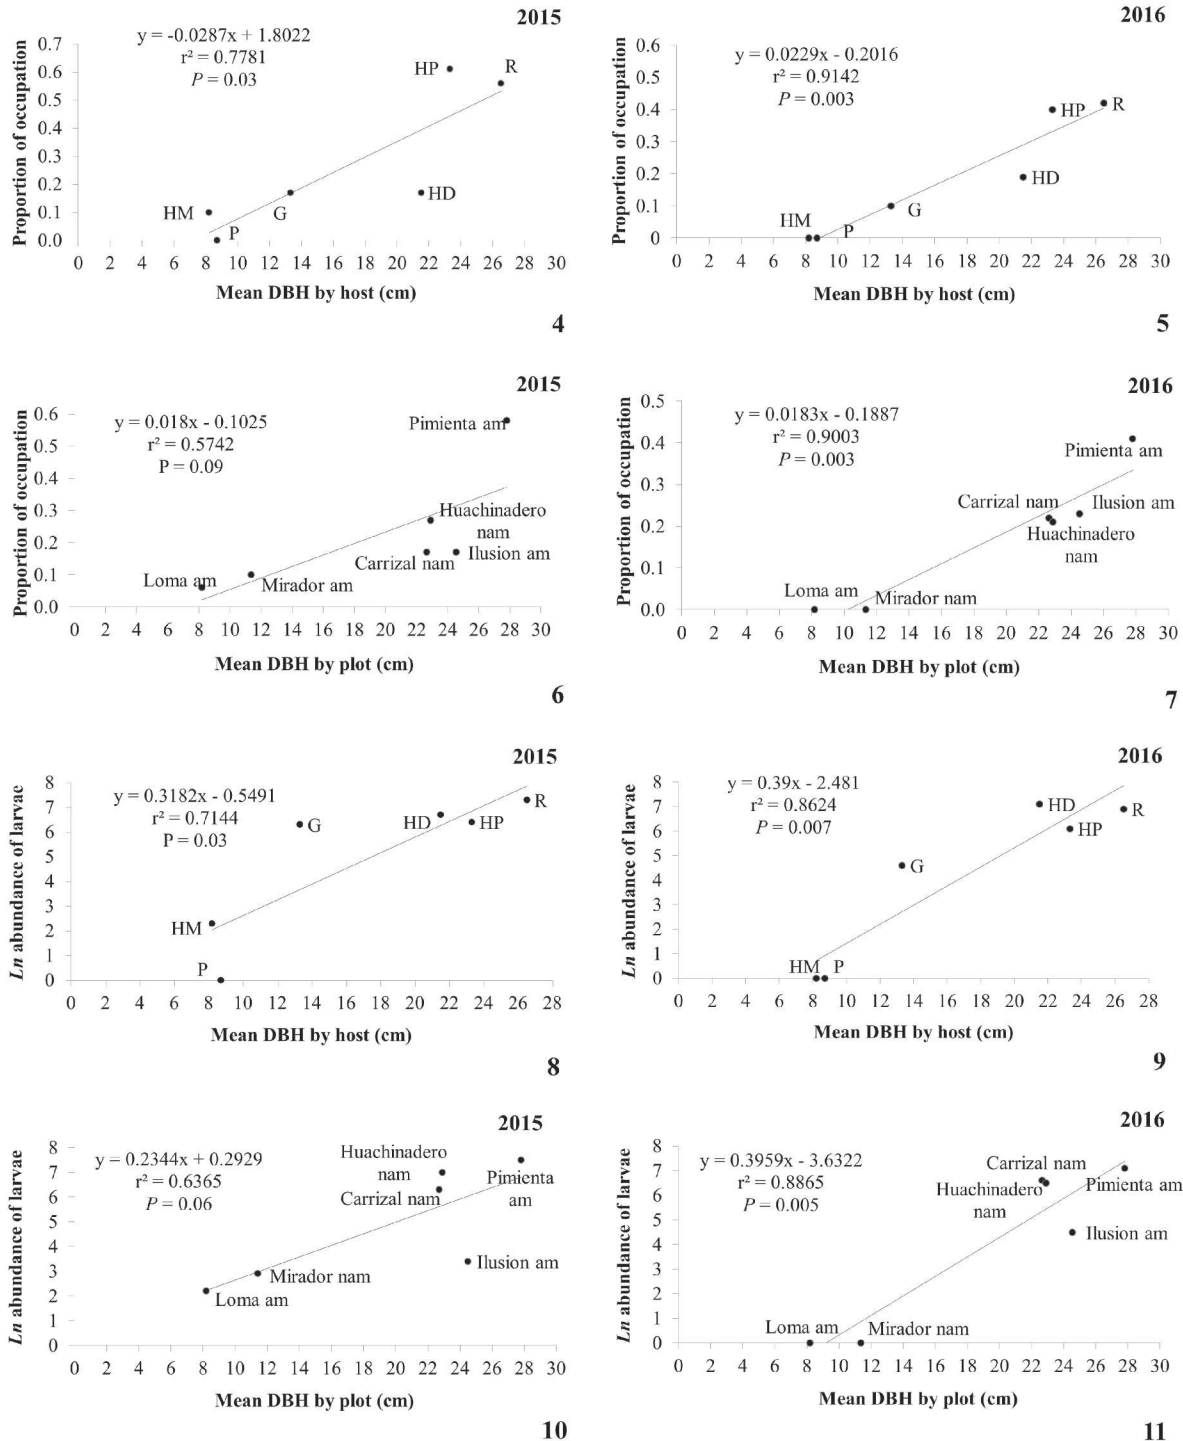 2015
y = -0.0287x + 1.8022
r² = 0.7781
P = 0.03
Proportion of occupation
0.7
0.6
0.5
0.4
0.3
0.2
0.1
0.0
HP
R
HM
P
G
HD
0 2 4 6 8 10 12 14 16 18 20 22 24 26 28 30
Mean DBH by host (cm)
4
2016
y = 0.0229x - 0.2016
r² = 0.9142
P = 0.003
Proportion of occupation
0.6
0.5
0.4
0.3
0.2
0.1
0
HP
R
HD
G
HM
P
0 2 4 6 8 10 12 14 16 18 20 22 24 26 28 30
Mean DBH by host (cm)
5
2015
y = 0.018x - 0.1025
r² = 0.5742
P = 0.09
Proportion of occupation
0.6
0.5
0.4
0.3
0.2
0.1
0.0
Pimienta am
Huachinadero
nam
Carrizal nam
Ilusion am
Loma am
Mirador am
0 2 4 6 8 10 12 14 16 18 20 22 24 26 28 30
Mean DBH by plot (cm)
6
2016
y = 0.0183x - 0.1887
r² = 0.9003
P = 0.003
Proportion of occupation
0.5
0.4
0.3
0.2
0.1
0.0
Pimienta am
Carrizal nam
Ilusion am
Huachinadero
nam
Loma am
Mirador nam
0 2 4 6 8 10 12 14 16 18 20 22 24 26 28 30
Mean DBH by plot (cm)
7
2015
y = 0.3182x - 0.5491
r² = 0.7144
P = 0.03
Ln abundance of larvae
8
7
6
5
4
3
2
1
0
G
HD
HP
R
HM
P
0 2 4 6 8 10 12 14 16 18 20 22 24 26 28
Mean DBH by host (cm)
8
2016
y = 0.39x - 2.481
r² = 0.8624
P = 0.007
Ln abundance of larvae
8
7
6
5
4
3
2
1
0
HD
HP
R
G
HM
P
0 2 4 6 8 10 12 14 16 18 20 22 24 26 28
Mean DBH by host (cm)
9
2015
y = 0.2344x + 0.2929
r² = 0.6365
P = 0.06
Ln abundance of larvae
8
7
6
5
4
3
2
1
0
Huachinadero
nam
Carrizal nam
Pimienta
am
Ilusion am
Mirador nam
Loma am
0 2 4 6 8 10 12 14 16 18 20 22 24 26 28 30
Mean DBH by plot (cm)
10
2016
y = 0.3959x - 3.6322
r² = 0.8865
P = 0.005
Ln abundance of larvae
8
7
6
5
4
3
2
1
0
Carrizal nam
Huachinadero
nam
Pimienta am
Ilusion am
Loma am
Mirador nam
0 2 4 6 8 10 12 14 16 18 20 22 24 26 28 30
Mean DBH by plot (cm)
11